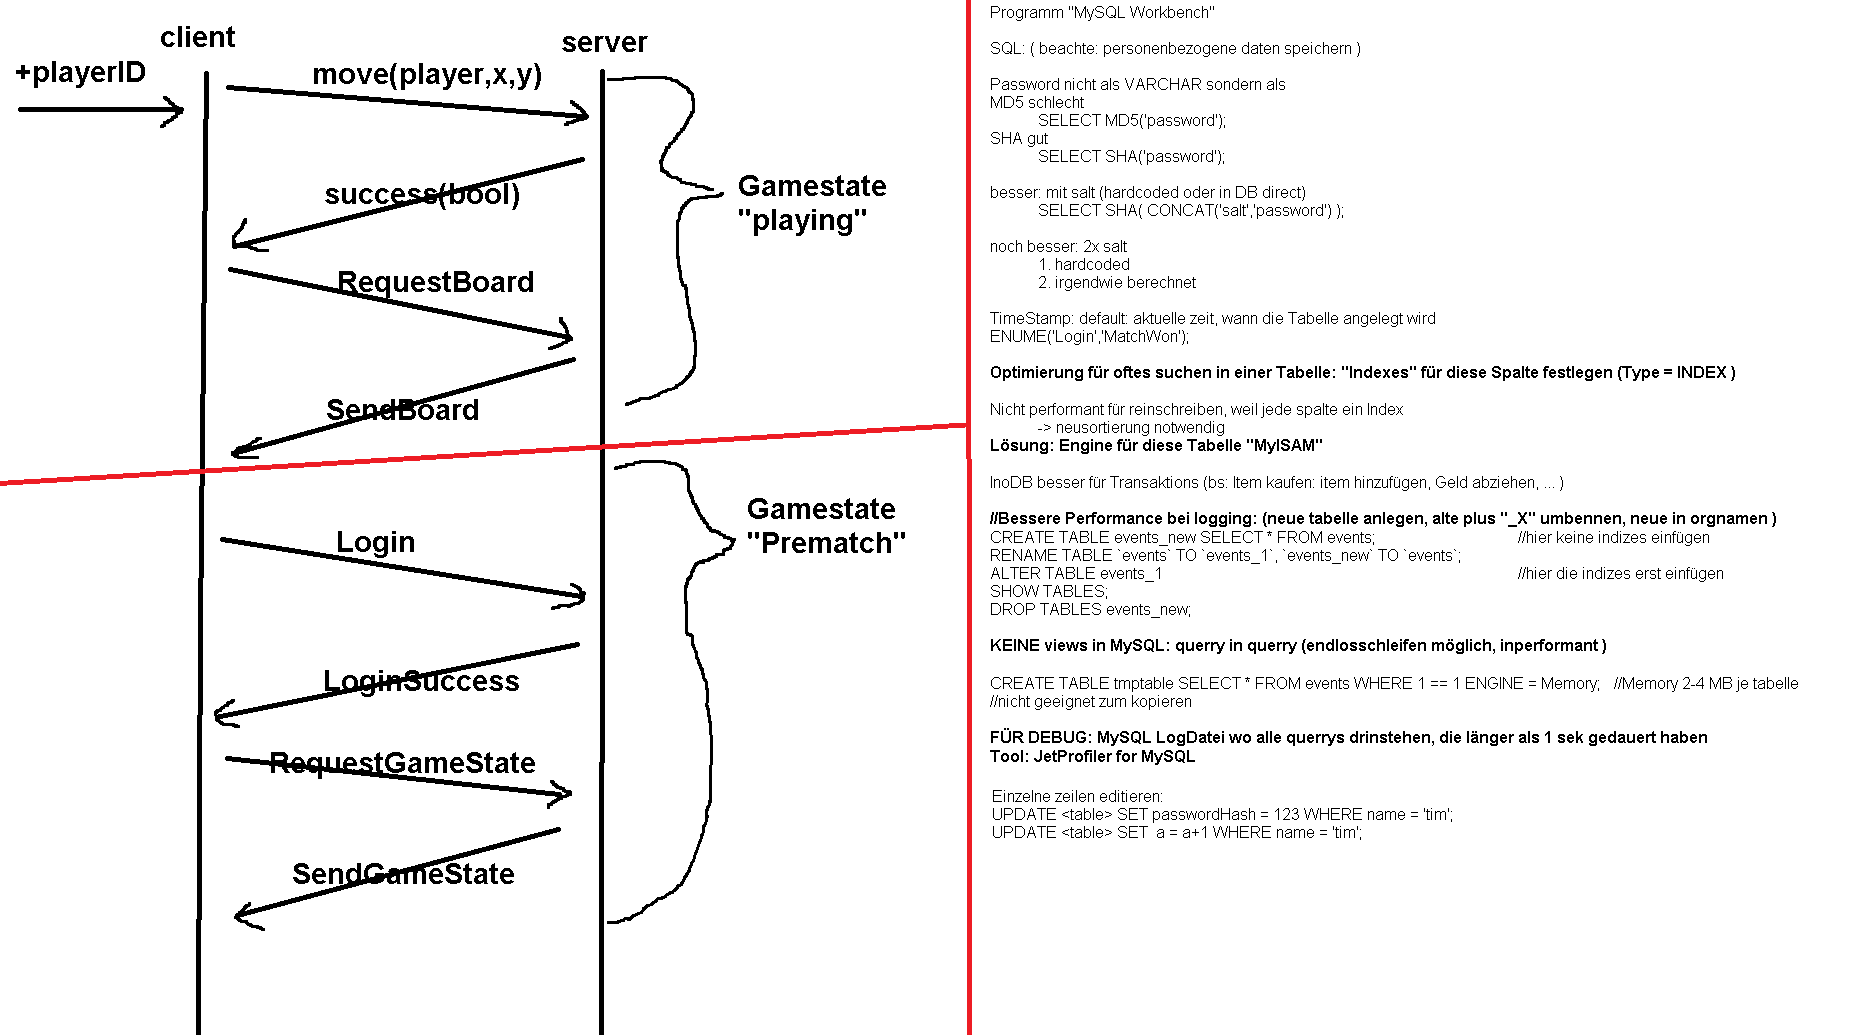 client
server
+playerID
move(player,x,y)
success(bool)
Gamestate
"playing"
RequestBoard
SendBoard
Gamestate
"Prematch"
Login
LoginSuccess
RequestGameState
SendGameState
Programm "MySQL Workbench"
SQL: ( beachte: personenbezogene daten speichern )
Password nicht als VARCHAR sondern als
MD5 schlecht
SELECT MD5('password');
SHA gut
SELECT SHA('password');
besser: mit salt (hardcoded oder in DB direct)
SELECT SHA( CONCAT('salt','password') );
noch besser: 2x salt
1. hardcoded
2. irgendwie berechnet
TimeStamp: default: aktuelle zeit, wann die Tabelle angelegt wird
ENUME('Login','MatchWon');
Optimierung für oftes suchen in einer Tabelle: "Indexes" für diese Spalte festlegen (Type = INDEX )
Nicht performant für reinschreiben, weil jede spalte ein Index
-> neusortierung notwendig
Lösung: Engine für diese Tabelle "MyISAM"
InoDB besser für Transaktions (bs: Item kaufen: item hinzufügen, Geld abziehen, ... )
//Bessere Performance bei logging: (neue tabelle anlegen, alte plus "_X" umbennen, neue in orgnamen )
CREATE TABLE events_new SELECT * FROM events; //hier keine indizes einfügen
RENAME TABLE `events` TO `events_1`, `events_new` TO `events`;
ALTER TABLE events_1 //hier die indizes erst einfügen
SHOW TABLES;
DROP TABLES events_new;
KEINE views in MySQL: querry in querry (endlosschleifen möglich, inperformant )
CREATE TABLE tmptable SELECT * FROM events WHERE 1 == 1 ENGINE = Memory; //Memory 2-4 MB je tabelle
//nicht geeignet zum kopieren
FÜR DEBUG: MySQL LogDatei wo alle querrys drinstehen, die länger als 1 sek gedauert haben
Tool: JetProfiler for MySQL
Einzelne zeilen editieren:
UPDATE <table> SET passwordHash = 123 WHERE name = 'tim';
UPDATE <table> SET  a = a+1 WHERE name = 'tim';